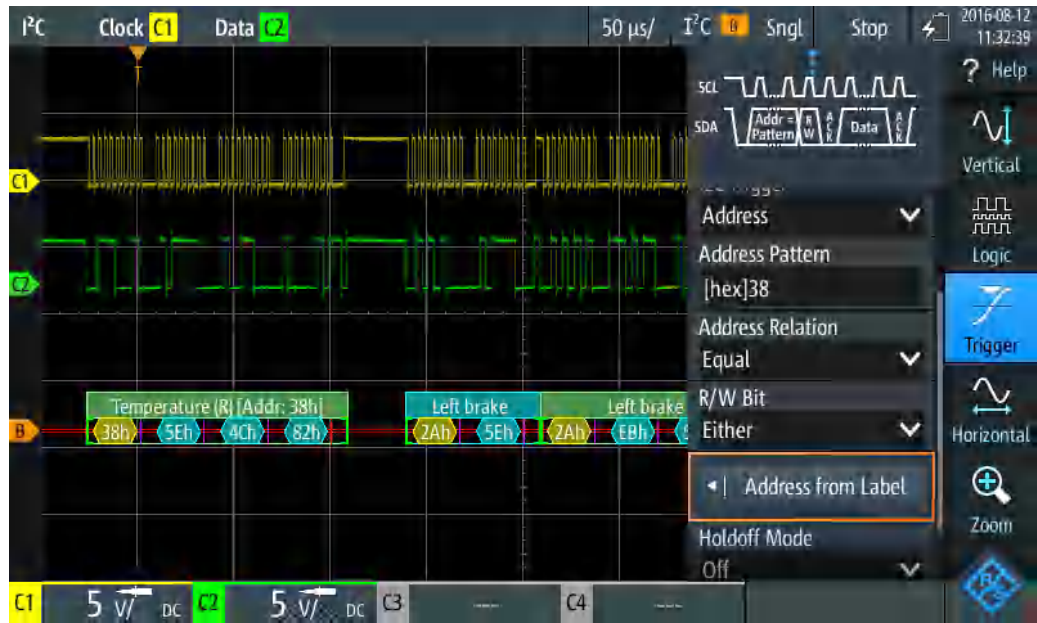 I²C Clock C1 Data C2 50 µs/ I²C B Sngl Stop 2016-08-12
11:32:39
T
? Help
SCL
SDA Addr = Pattern R W ACK Data ACK
Vertical
C1
Address
Logic
Address Pattern
C2
[hex]38
Address Relation
Trigger
Equal
Temperature (R) [Addr: 38h] Left brake Left brake
R/W Bit
B 38h 5Eh 4Ch 82h 2Ah 5Eh 2Ah EBh
Either
Horizontal
Address from Label
Zoom
Holdoff Mode
Off
C1 5 V/ DC C2 5 V/ DC C3 C4
R&S